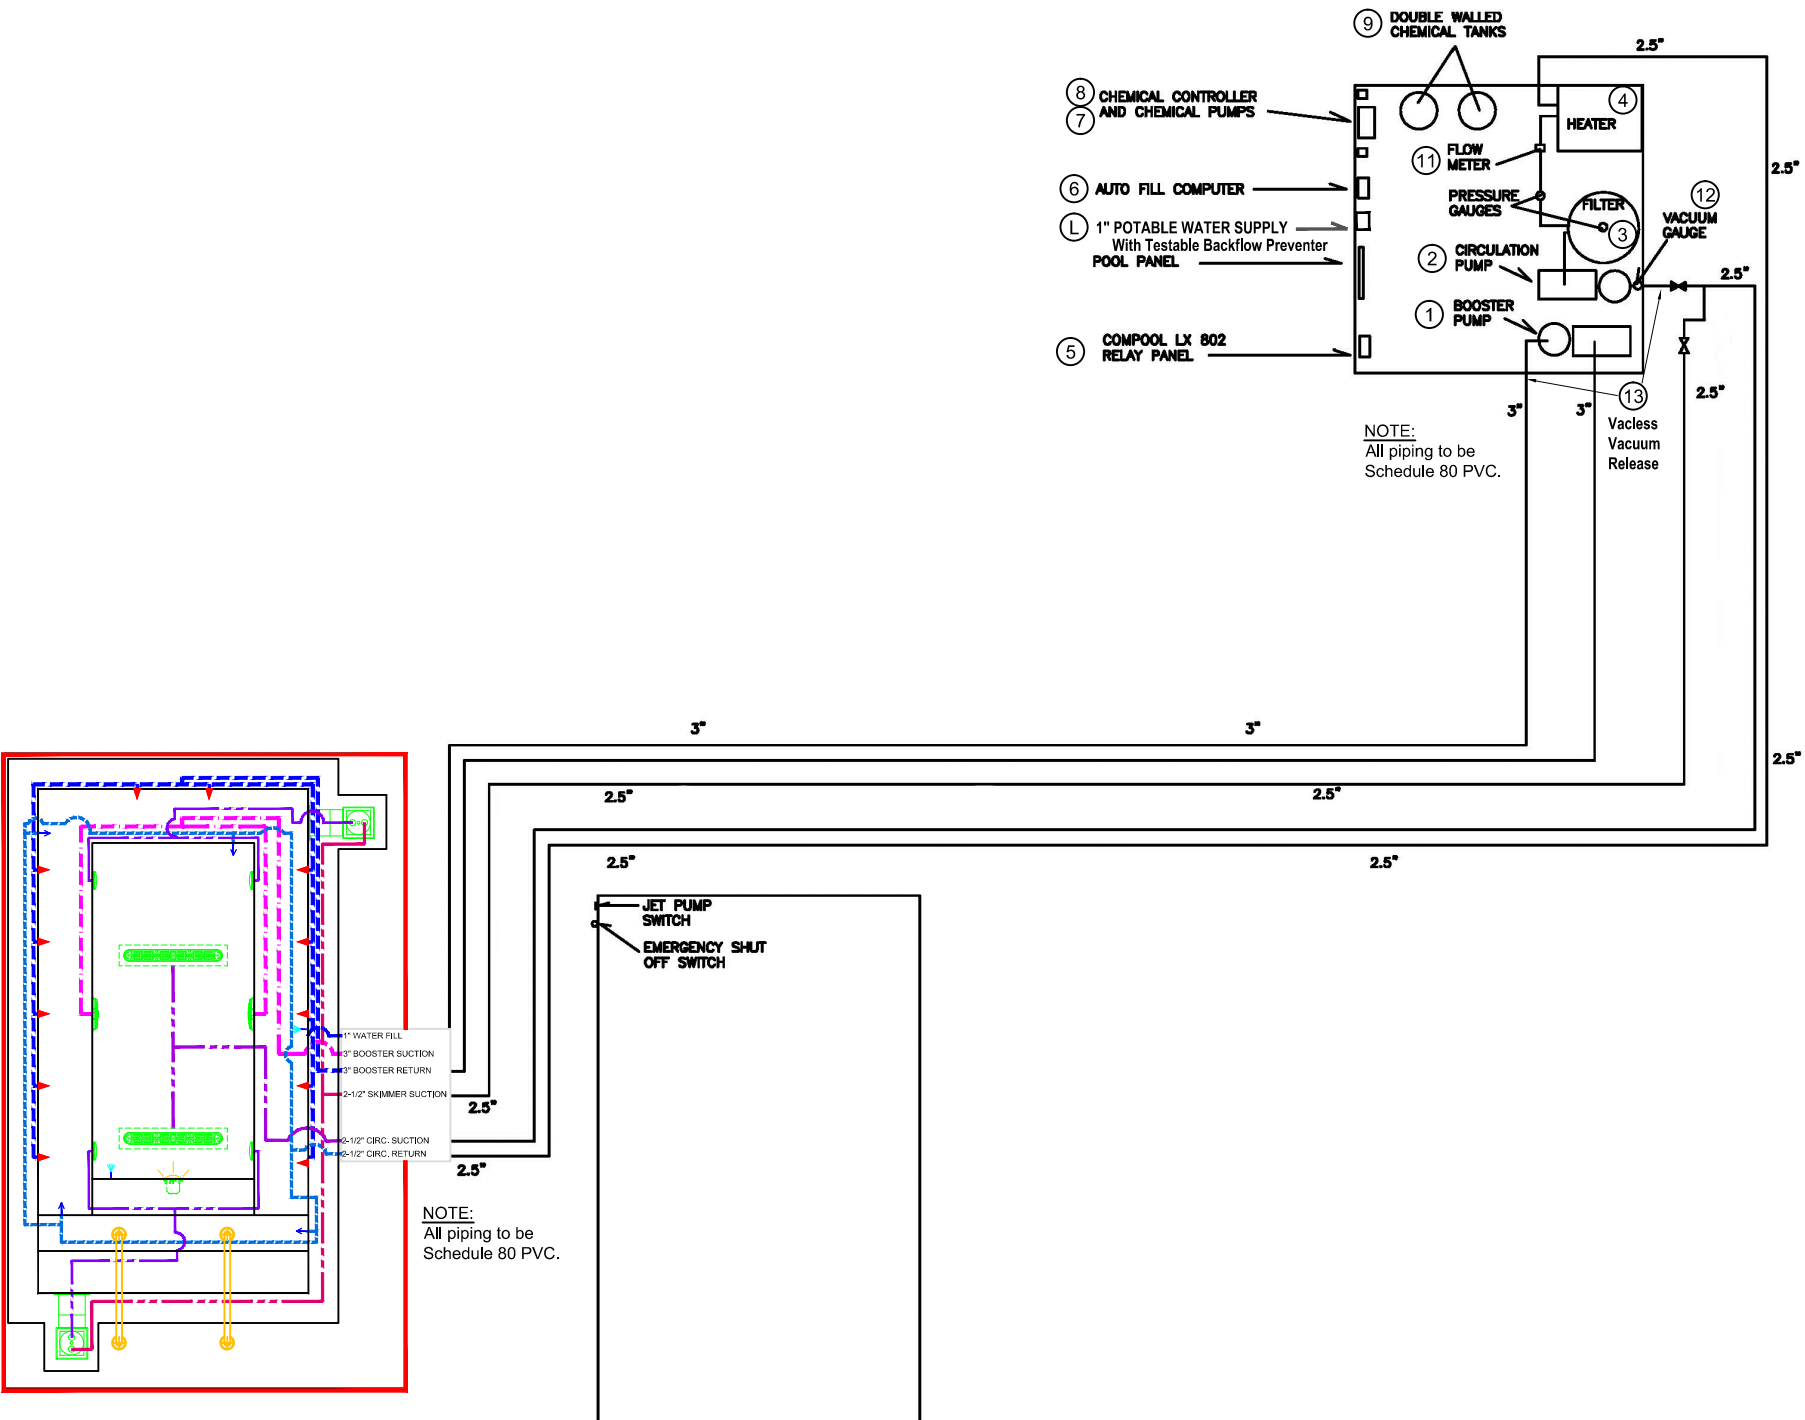 9 DOUBLE WALLED
CHEMICAL TANKS
2.5"
8 CHEMICAL CONTROLLER
7 AND CHEMICAL PUMPS
4
HEATER
11 FLOW
METER
2.5"
6 AUTO FILL COMPUTER
PRESSURE
GAUGES
FILTER
3
12
VACUUM
GAUGE
L 1" POTABLE WATER SUPPLY
With Testable Backflow Preventer
POOL PANEL
2 CIRCULATION
PUMP
2.5"
1 BOOSTER
PUMP
5 COMPOOL LX 802
RELAY PANEL
2.5"
3"
3"
13
Vacless
Vacuum
Release
NOTE:
All piping to be
Schedule 80 PVC.
3"
3"
2.5"
2.5"
2.5"
2.5"
2.5"
JET PUMP
SWITCH
EMERGENCY SHUT
OFF SWITCH
1" WATER FILL
3" BOOSTER SUCTION
3" BOOSTER RETURN
2-1/2" SKIMMER SUCTION
2.5"
2-1/2" CIRC. SUCTION
2-1/2" CIRC. RETURN
2.5"
NOTE:
All piping to be
Schedule 80 PVC.